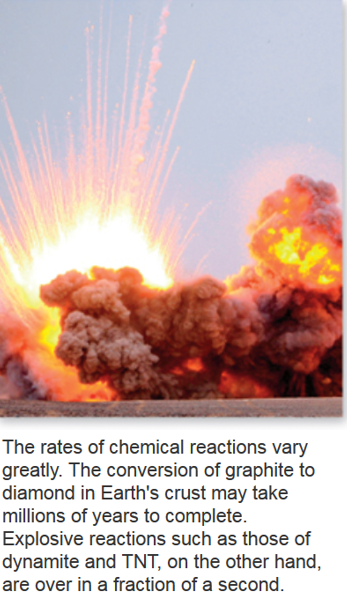 The rates of chemical reactions vary
greatly. The conversion of graphite to
diamond in Earth's crust may take
millions of years to complete.
Explosive reactions such as those of
dynamite and TNT, on the other hand,
are over in a fraction of a second.